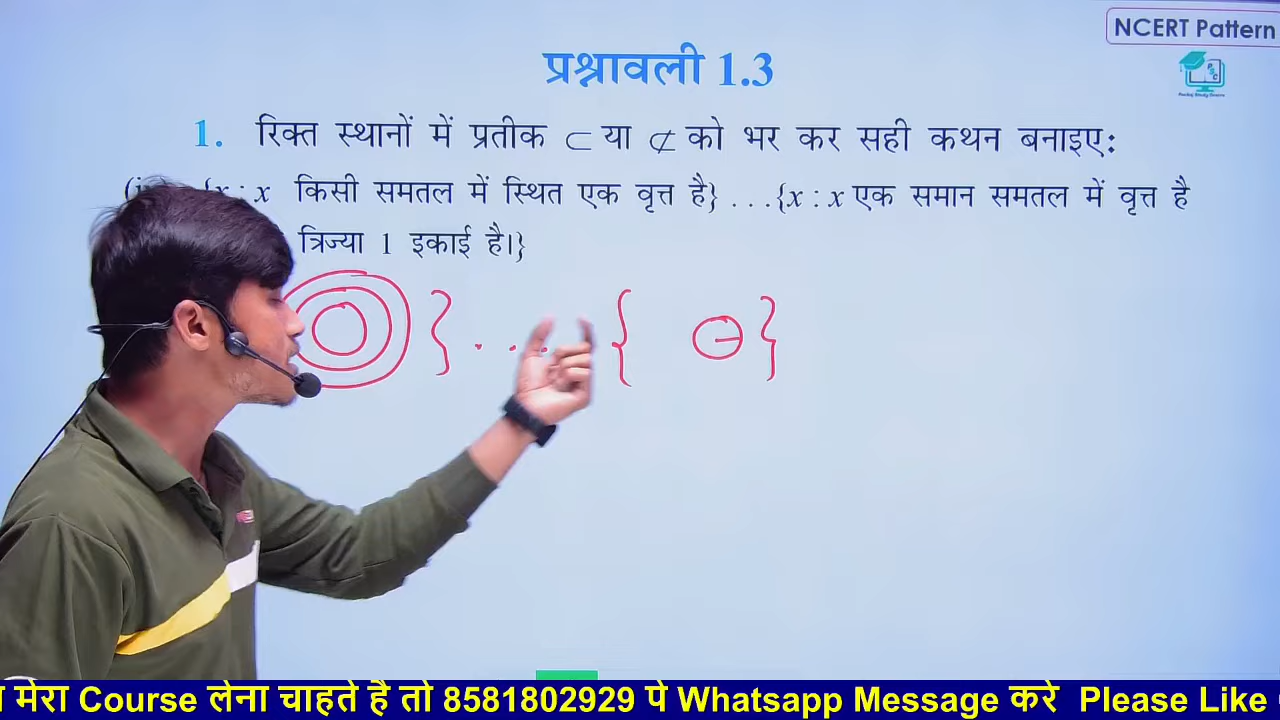 NCERT Pattern
प्रश्नावली 1.3
1. रिक्त स्थानों में प्रतीक ⊂ या ⊄ को भर कर सही कथन बनाइए:
x किसी समतल में स्थित एक वृत्त है} ...{x : x एक समान समतल में वृत्त है
त्रिज्या 1 इकाई है।}
} ... { }
मेरा Course लेना चाहते है तो 8581802929 पे Whatsapp Message करे Please Like